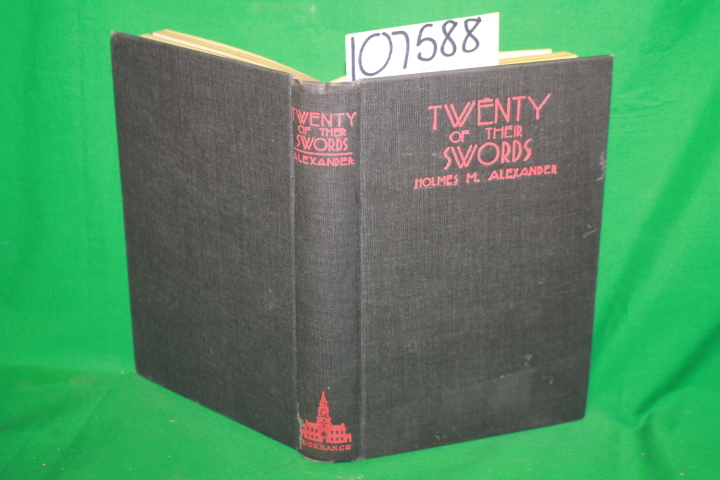 107588
TWENTY
OF THEIR
SWORDS
ALEXANDER
DORRANCE
TWENTY
OF THEIR
SWORDS
HOLMES M. ALEXANDER